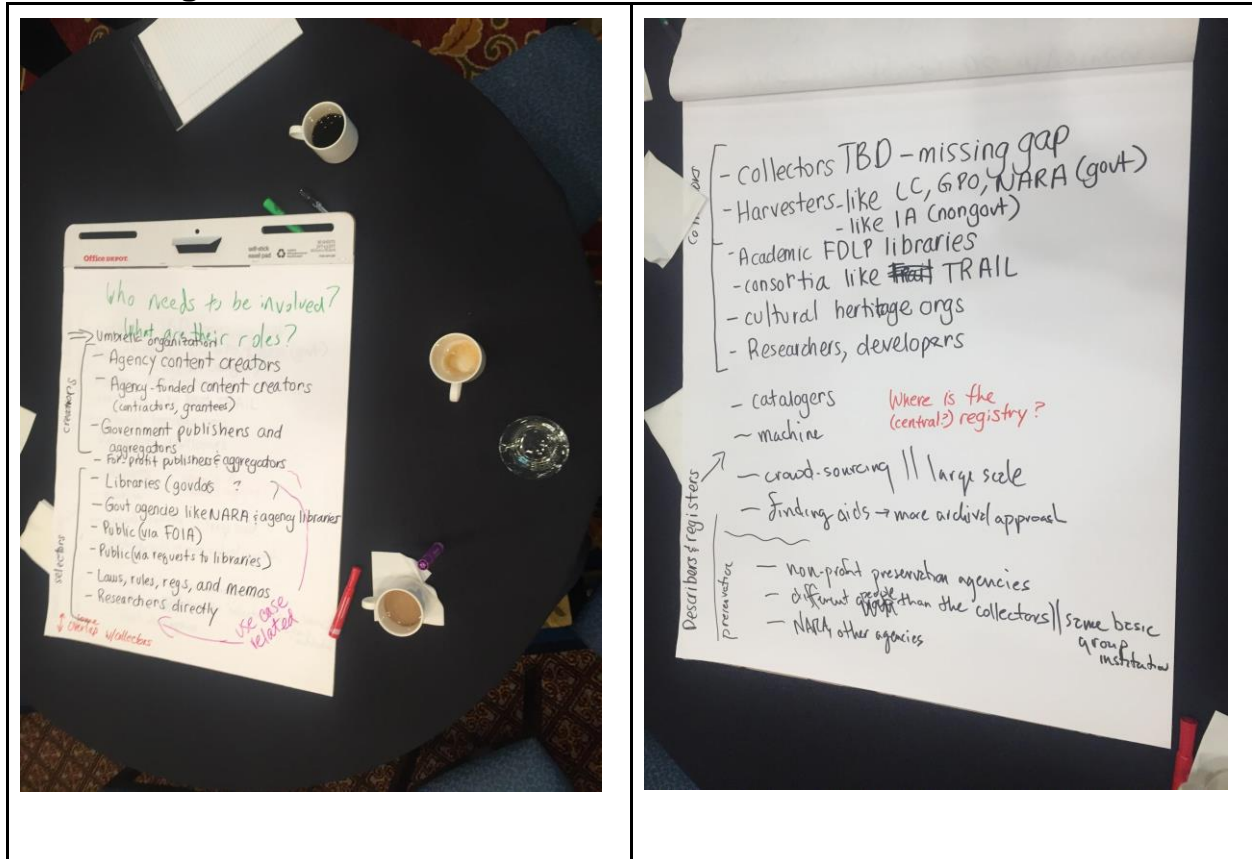 Office DEPOT.
self-stick
easel pad
Who needs to be involved?
What are their roles?
⇒ Umbrella organization
creators
- Agency content creators
- Agency-funded content creators
(contractors, grantees)
- Government publishers and
aggregators
- For-profit publishers & aggregators
selectors
- Libraries (govdocs ?
- Govt agencies like NARA & agency libraries
- Public (via FOIA)
- Public (via requests to libraries)
- Laws, rules, regs, and memos
- Researchers directly
overlap w/collectors
use case
related
- collectors TBD - missing gap
- Harvesters - like LC, GPO, NARA (govt)
- like IA (nongovt)
- Academic FDLP libraries
- consortia like TRAIL
- cultural hertitage orgs
- Researchers, developers
Describers & registers
- catalogers
- machine
Where is the
(central?) registry?
- crowd-sourcing || large scale
- finding aids → more archival approach
preservation
- non-profit preservation agencies
- different people than the collectors || same basic
group
institution
- NARA, other agencies